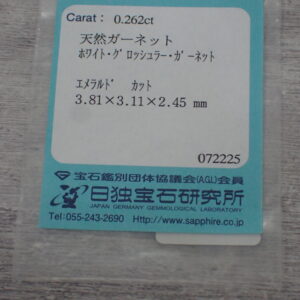 Carat: 0.262ct
天然ガーネット
ホワイト・グロッシュラー・ガーネット
エメラルド カット
3.81×3.11×2.45 mm
072225
宝石鑑別団体協議会(AGL)会員
日独宝石研究所
JAPAN GERMANY GEMMOLOGICAL LABORATORY
Tel:055-243-2690 Http://www.sapphire.co.jp